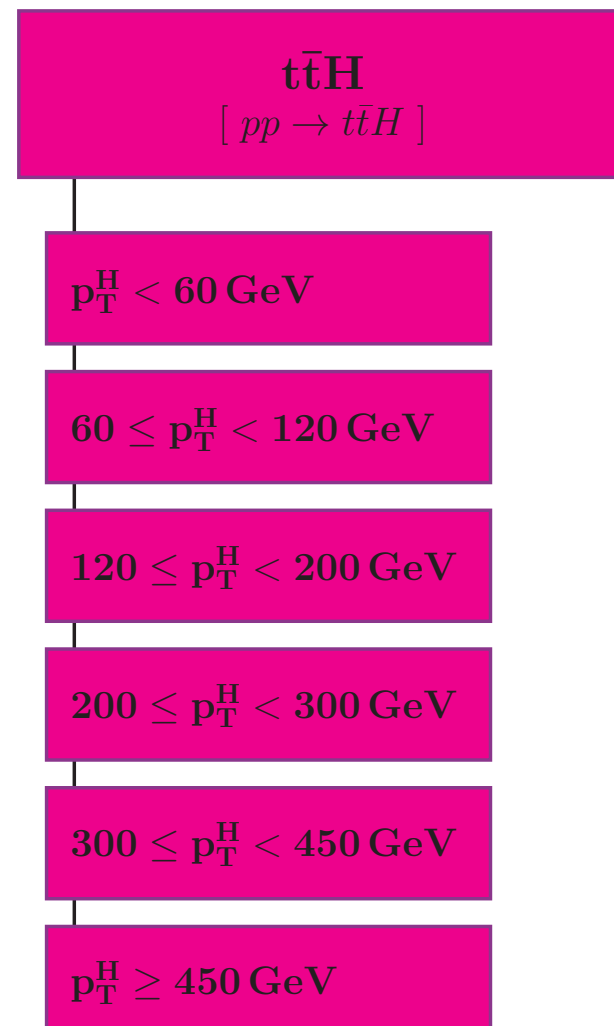 tt̄H
[ pp → tt̄H ]
p_T^H < 60 GeV
60 ≤ p_T^H < 120 GeV
120 ≤ p_T^H < 200 GeV
200 ≤ p_T^H < 300 GeV
300 ≤ p_T^H < 450 GeV
p_T^H ≥ 450 GeV